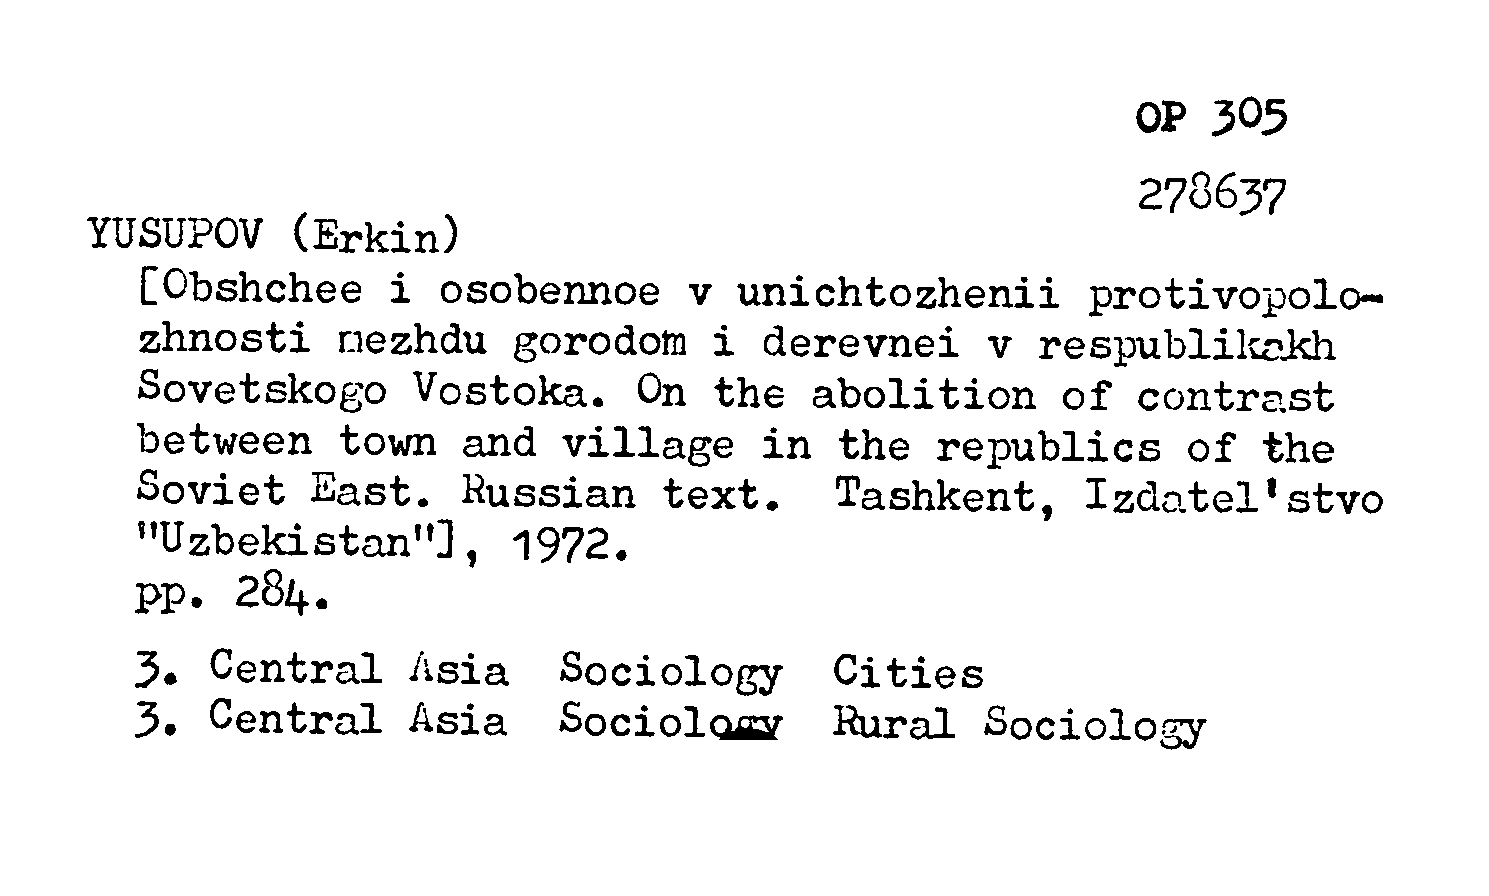 OP 305
278637
YUSUPOV (Erkin)
[Obshchee i osobennoe v unichtozhenii protivopolo-
zhnosti mezhdu gorodom i derevnei v respublikakh
Sovetskogo Vostoka. On the abolition of contrast
between town and village in the republics of the
Soviet East. Russian text. Tashkent, Izdatel'stvo
"Uzbekistan"], 1972.
pp. 284.
3. Central Asia Sociology Cities
3. Central Asia Sociology Rural Sociology